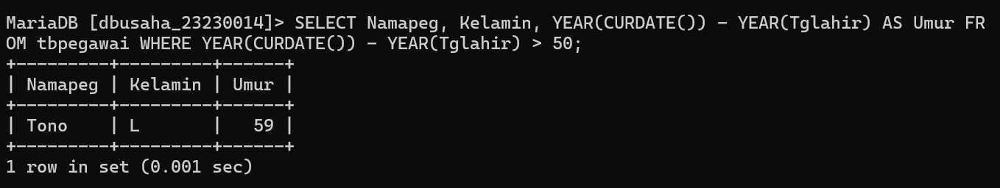 MariaDB [dbusaha_23230014]> SELECT Namapeg, Kelamin, YEAR(CURDATE()) - YEAR(Tglahir) AS Umur FR
OM tbpegawai WHERE YEAR(CURDATE()) - YEAR(Tglahir) > 50;
+---------+---------+------+
| Namapeg | Kelamin | Umur |
+---------+---------+------+
| Tono    | L       |   59 |
+---------+---------+------+
1 row in set (0.001 sec)